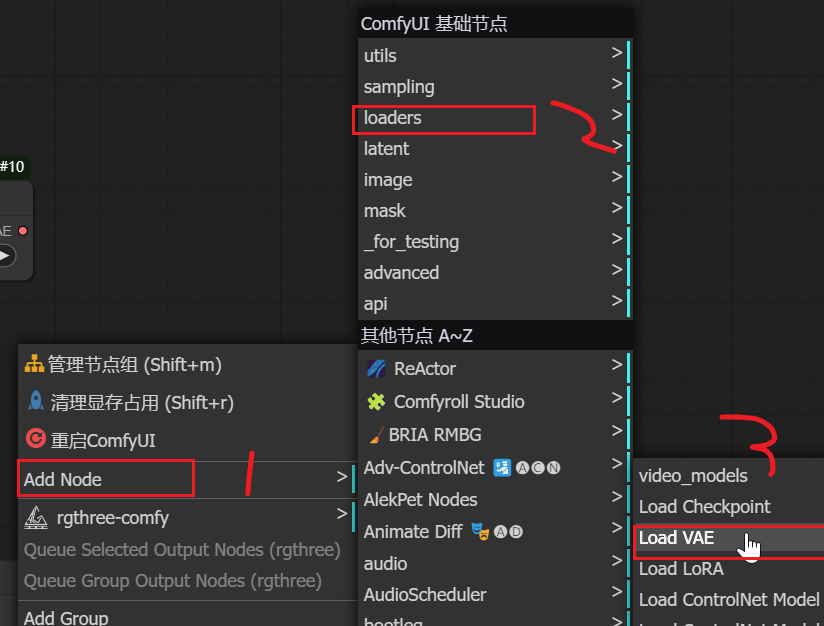 ComfyUI 基础节点
utils >
sampling >
loaders >
latent >
image >
mask >
_for_testing >
advanced >
api >
其他节点 A~Z
ReActor >
Comfyroll Studio >
BRIA RMBG >
Adv-ControlNet ⒶⒸⓃ >
AlekPet Nodes >
Animate Diff ⒶⒹ >
audio >
AudioScheduler >
2
#10
AE
管理节点组 (Shift+m)
清理显存占用 (Shift+r)
重启ComfyUI
Add Node >
1
rgthree-comfy >
Queue Selected Output Nodes (rgthree)
Queue Group Output Nodes (rgthree)
Add Group
3
video_models
Load Checkpoint
Load VAE
Load LoRA
Load ControlNet Model